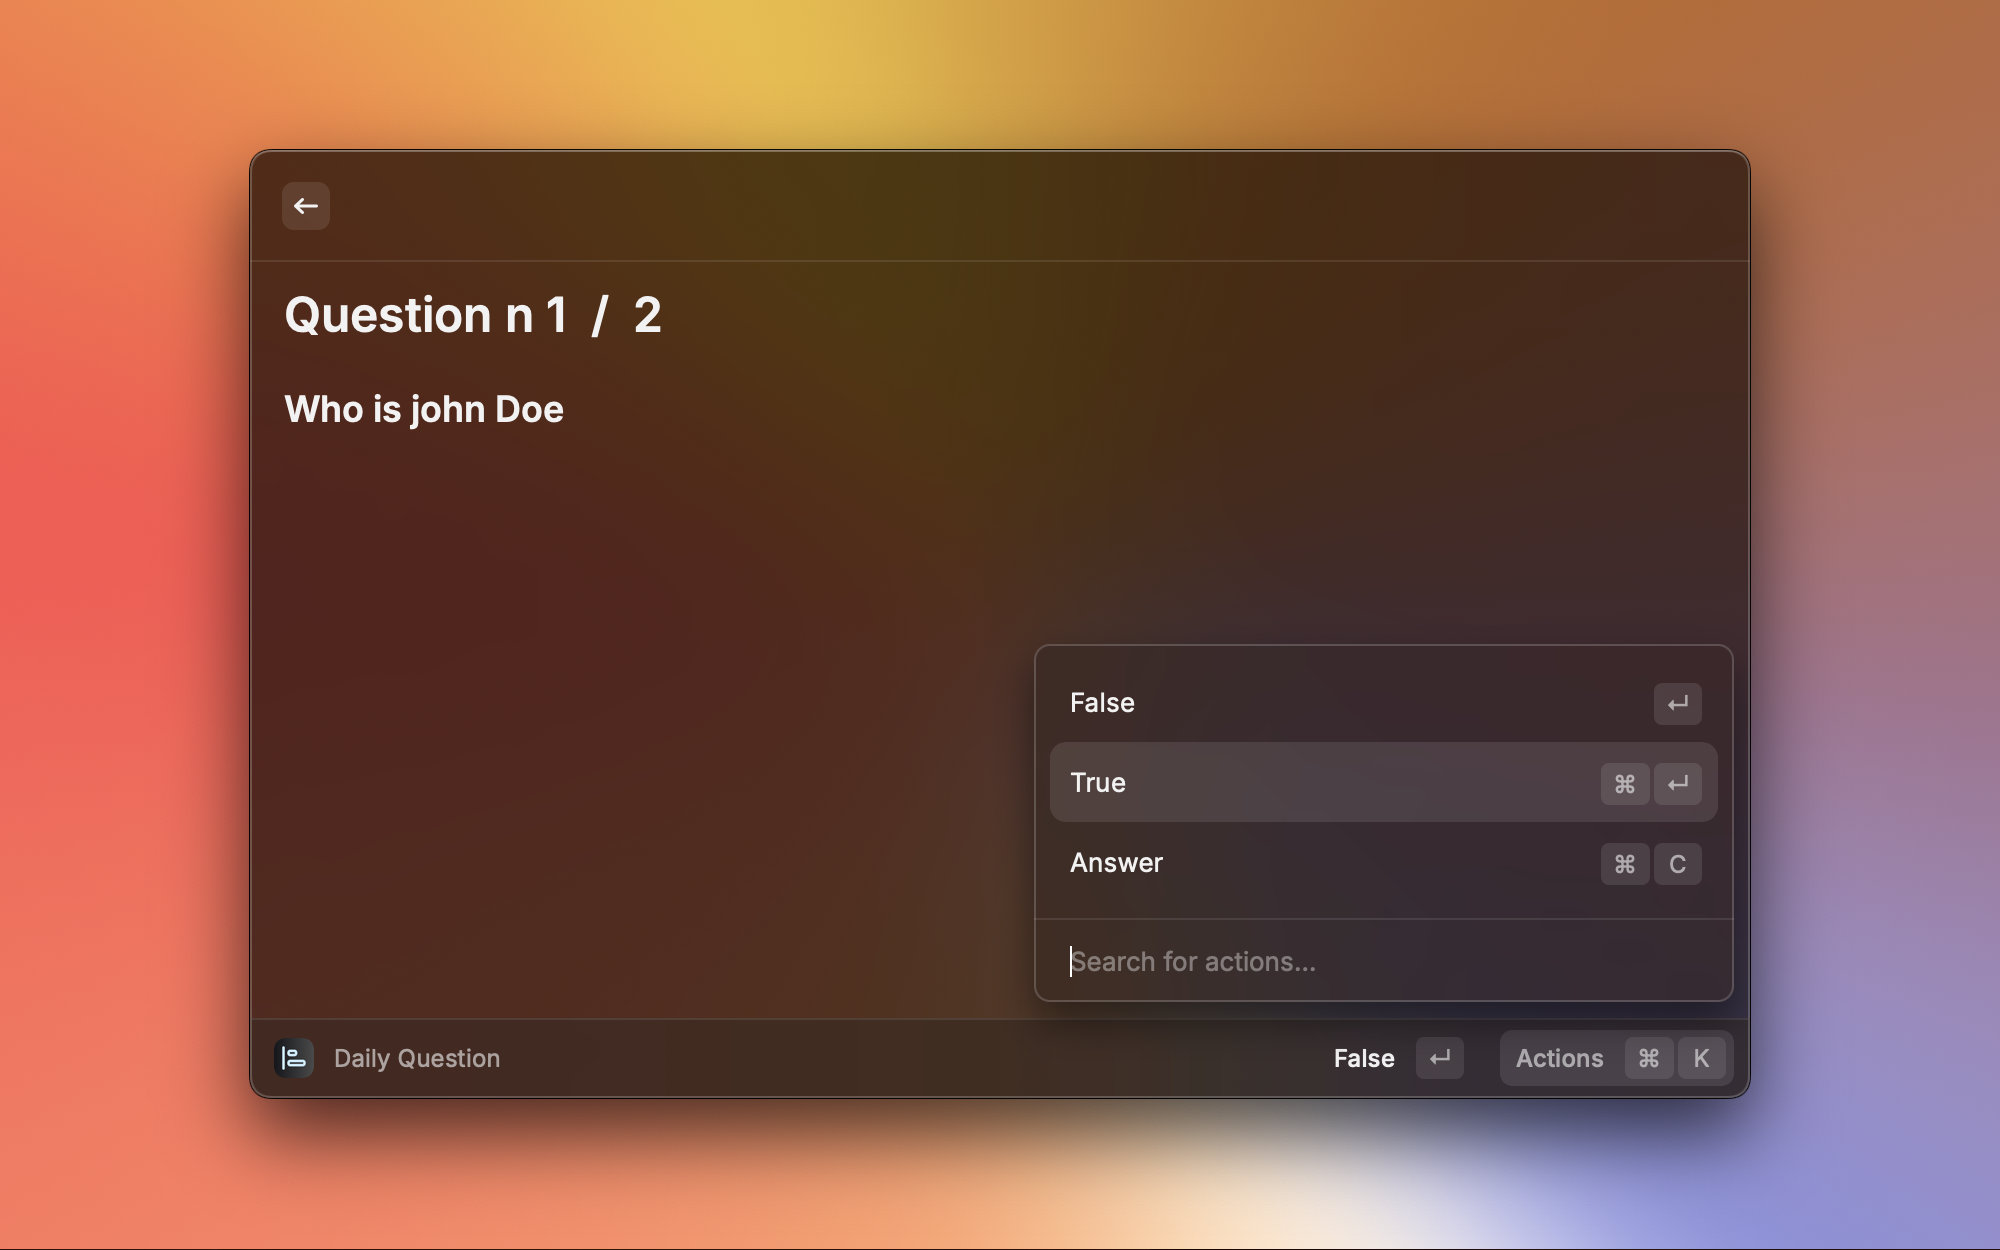 Question n 1 / 2
Who is john Doe
False ↵
True ⌘ ↵
Answer ⌘ C
Search for actions...
Daily Question
False ↵
Actions ⌘ K